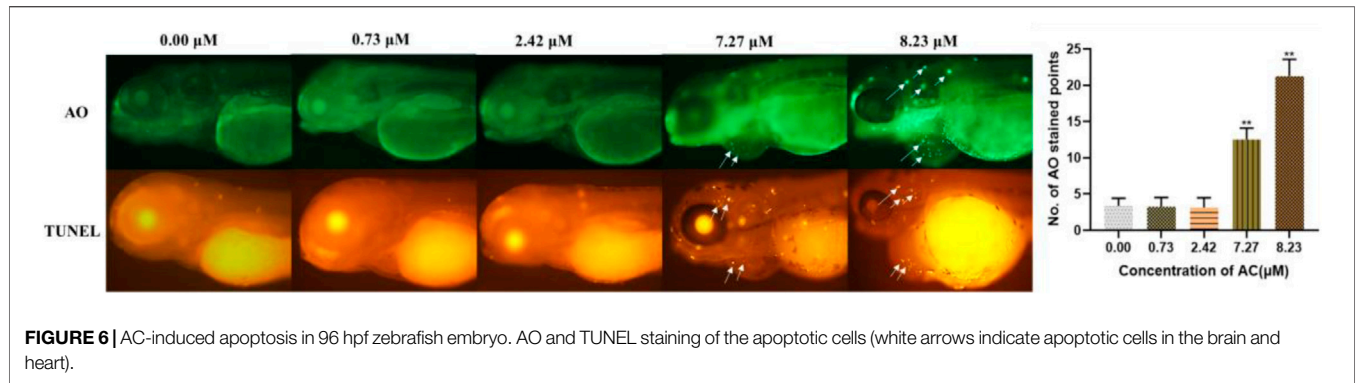 0.00 µM 0.73 µM 2.42 µM 7.27 µM 8.23 µM
AO
TUNEL
No. of AO stained points
25
20
15
10
5
0
** **
0.00 0.73 2.42 7.27 8.23
Concentration of AC(µM)
FIGURE 6 | AC-induced apoptosis in 96 hpf zebrafish embryo. AO and TUNEL staining of the apoptotic cells (white arrows indicate apoptotic cells in the brain and
heart).